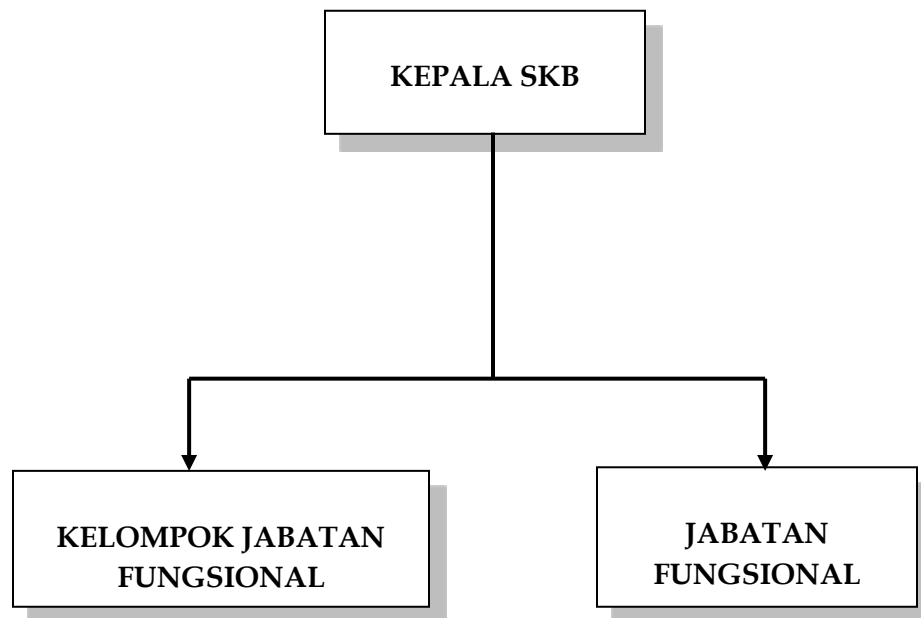 KEPALA SKB
KELOMPOK JABATAN
FUNGSIONAL
JABATAN
FUNGSIONAL